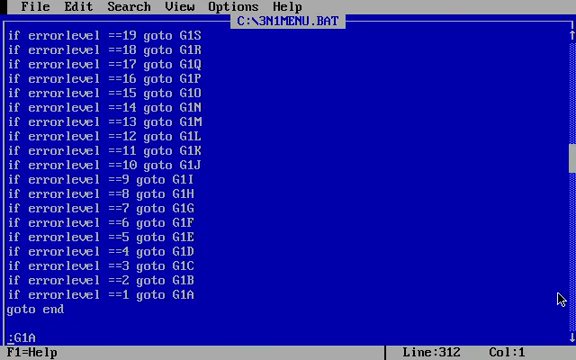 File Edit Search View Options Help
C:\3N1MENU.BAT
if errorlevel ==19 goto G1S
if errorlevel ==18 goto G1R
if errorlevel ==17 goto G1Q
if errorlevel ==16 goto G1P
if errorlevel ==15 goto G1O
if errorlevel ==14 goto G1N
if errorlevel ==13 goto G1M
if errorlevel ==12 goto G1L
if errorlevel ==11 goto G1K
if errorlevel ==10 goto G1J
if errorlevel ==9 goto G1I
if errorlevel ==8 goto G1H
if errorlevel ==7 goto G1G
if errorlevel ==6 goto G1F
if errorlevel ==5 goto G1E
if errorlevel ==4 goto G1D
if errorlevel ==3 goto G1C
if errorlevel ==2 goto G1B
if errorlevel ==1 goto G1A
goto end
:G1A
F1=Help Line:312 Col:1